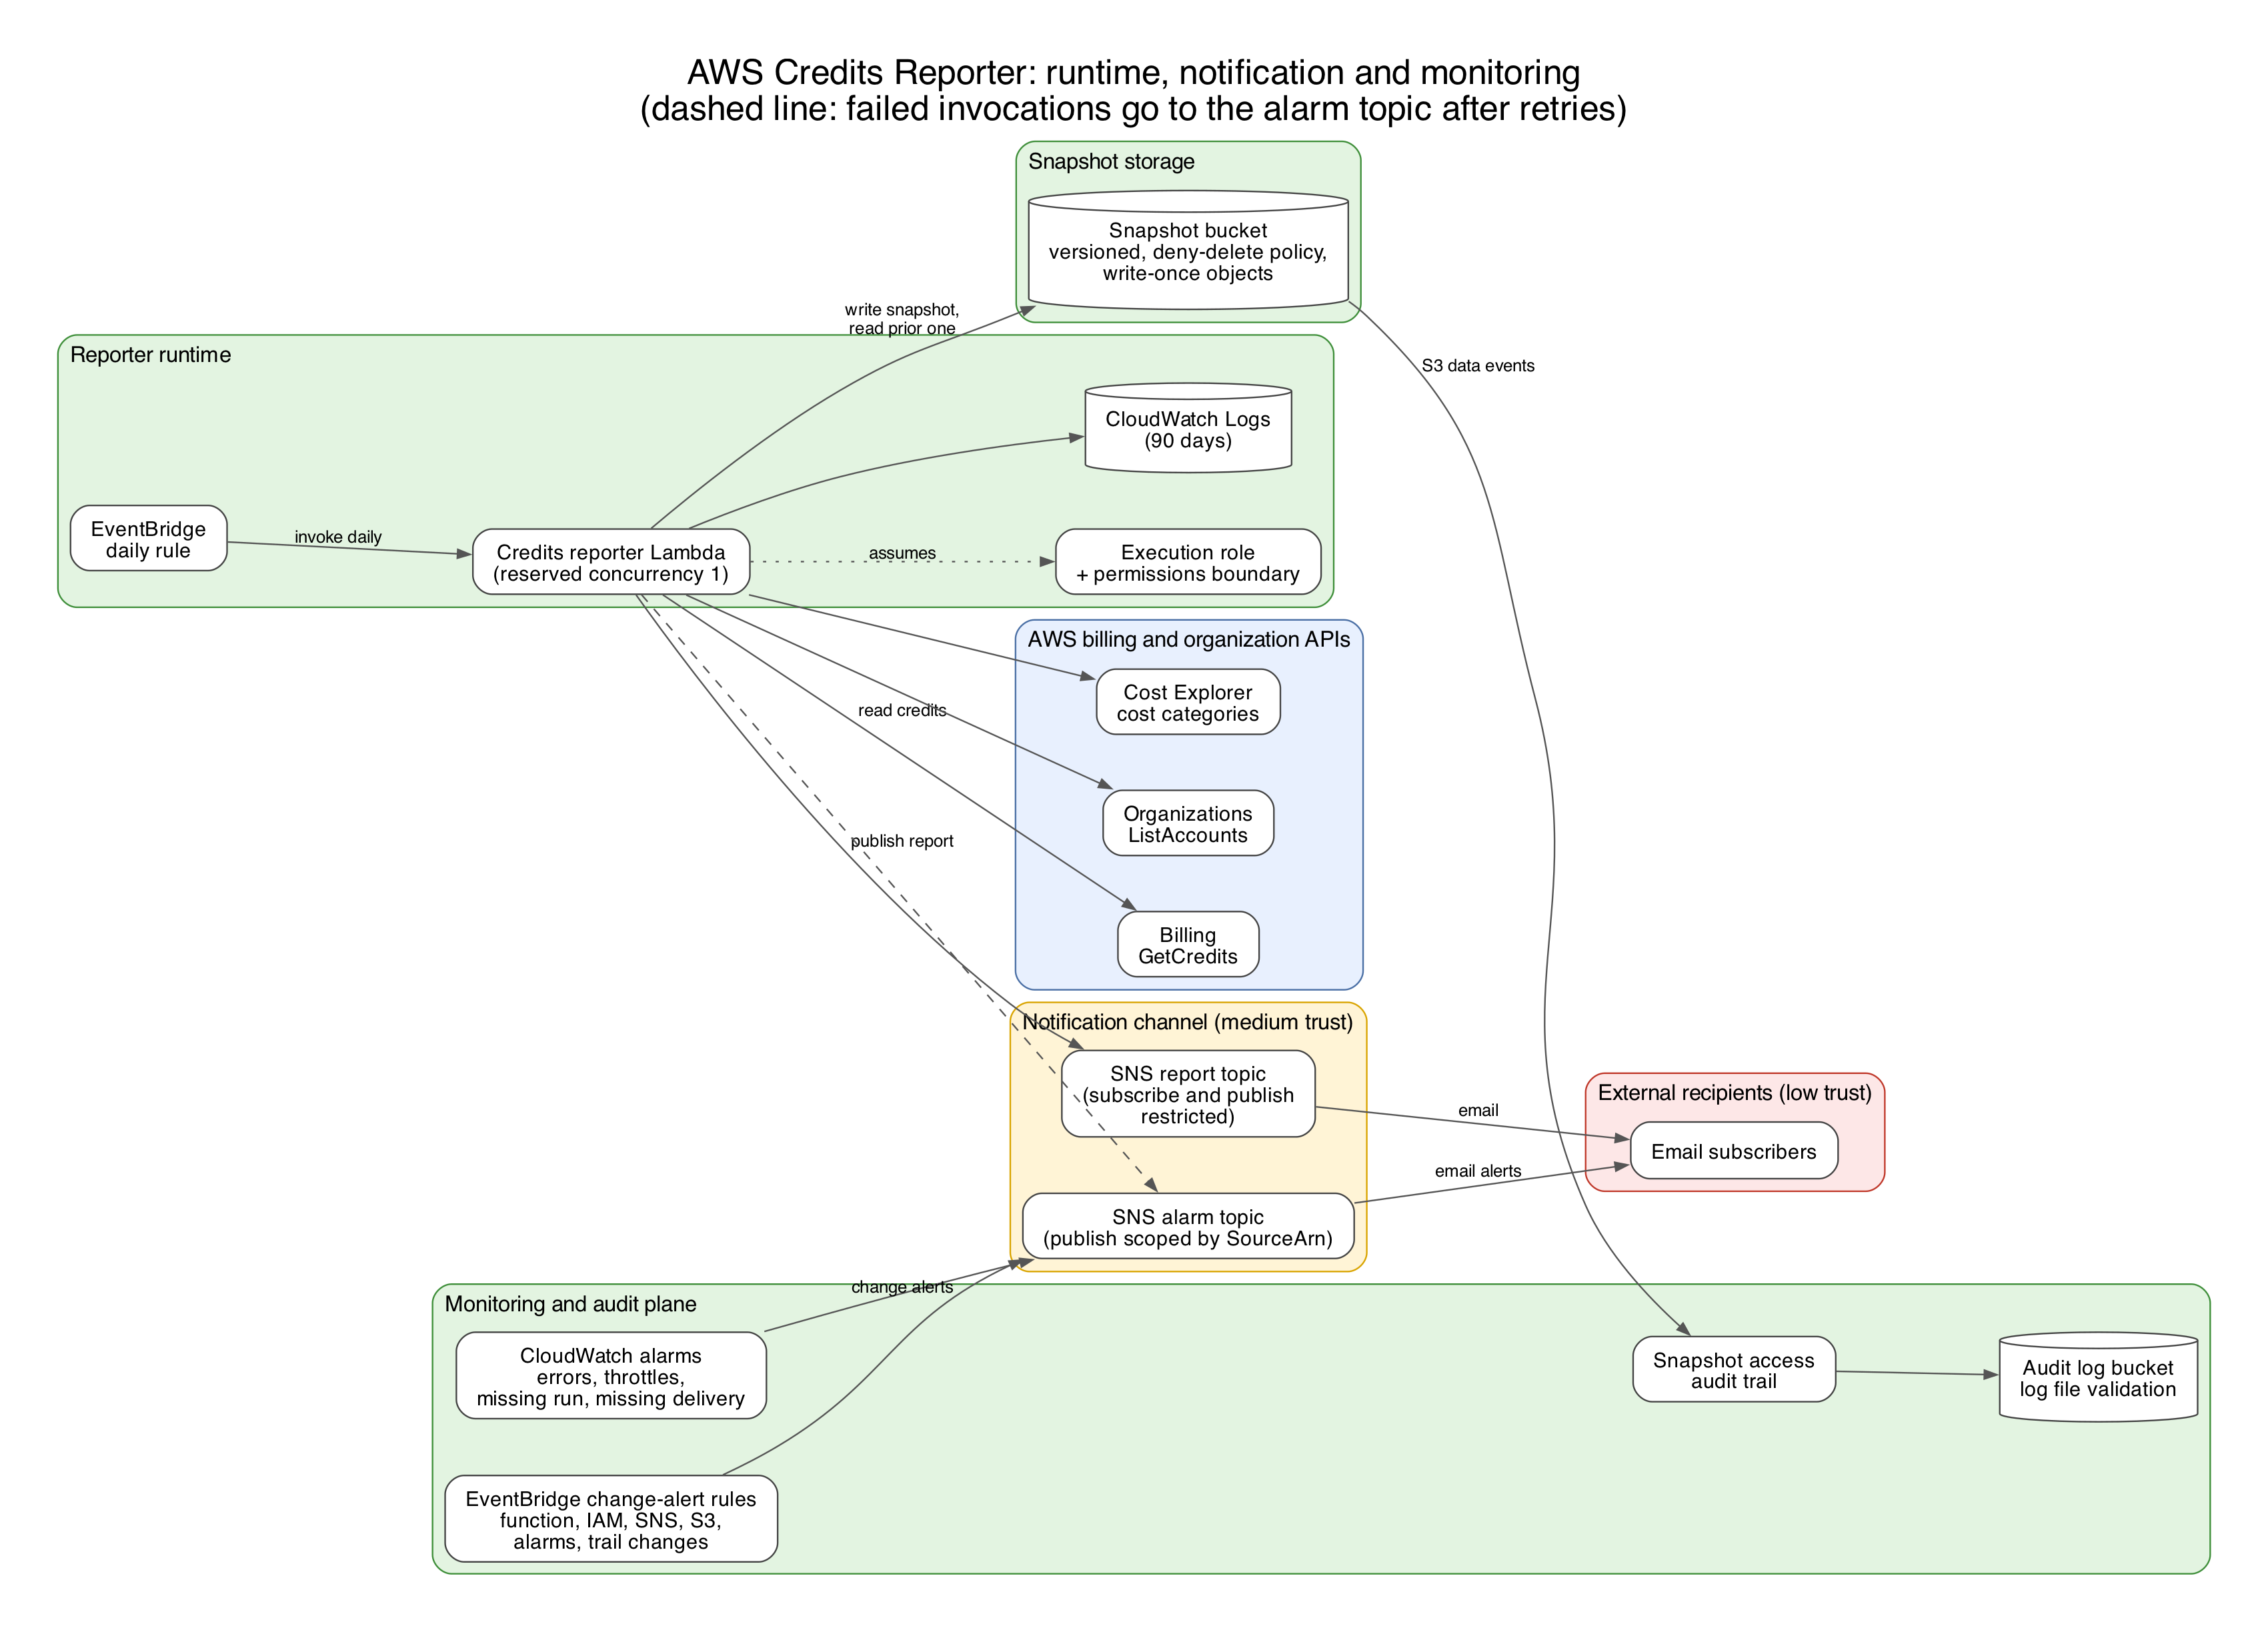 AWS Credits Reporter: runtime, notification and monitoring
(dashed line: failed invocations go to the alarm topic after retries)
Snapshot storage
Snapshot bucket
versioned, deny-delete policy,
write-once objects
write snapshot,
read prior one
S3 data events
Reporter runtime
CloudWatch Logs
(90 days)
EventBridge
daily rule
invoke daily
Credits reporter Lambda
(reserved concurrency 1)
assumes
Execution role
+ permissions boundary
AWS billing and organization APIs
Cost Explorer
cost categories
read credits
Organizations
ListAccounts
publish report
Billing
GetCredits
Notification channel (medium trust)
SNS report topic
(subscribe and publish
restricted)
email
External recipients (low trust)
Email subscribers
email alerts
SNS alarm topic
(publish scoped by SourceArn)
change alerts
Monitoring and audit plane
CloudWatch alarms
errors, throttles,
missing run, missing delivery
Snapshot access
audit trail
Audit log bucket
log file validation
EventBridge change-alert rules
function, IAM, SNS, S3,
alarms, trail changes